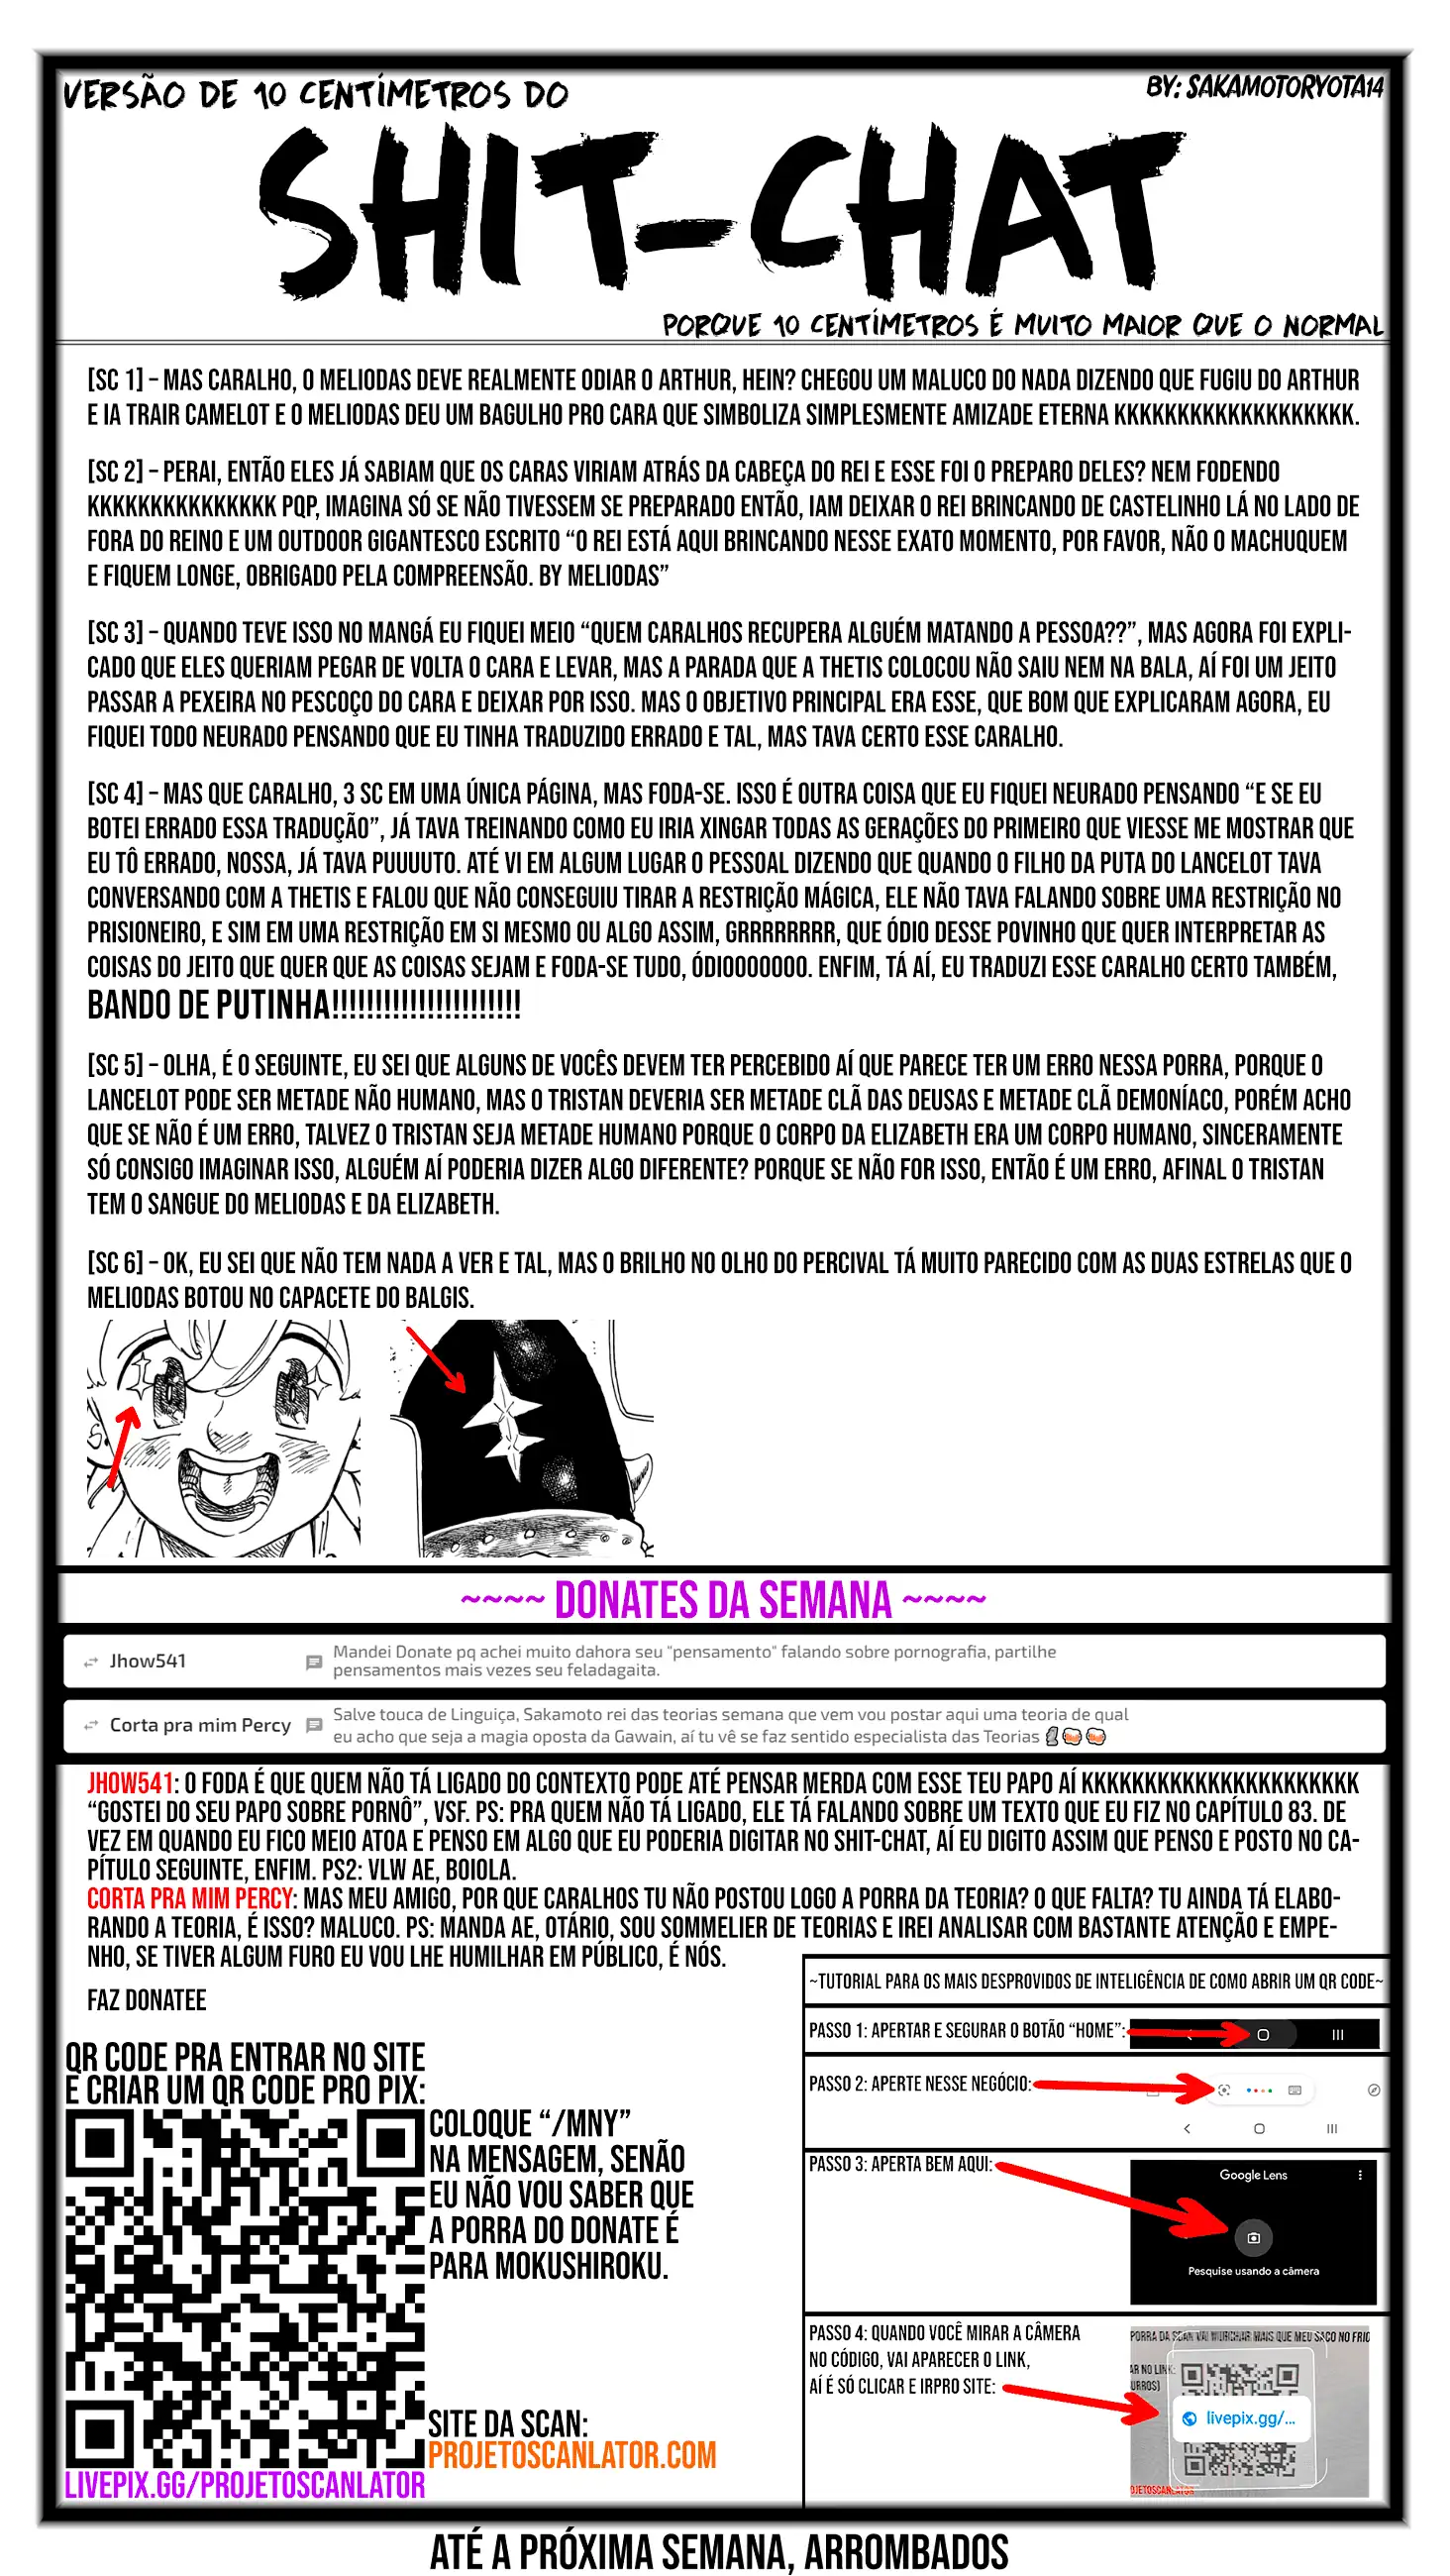 VERSÃO DE 10 CENTÍMETROS DO
BY: SAKAMOTORYOTA14
SHIT-CHAT
PORQUE 10 CENTÍMETROS É MUITO MAIOR QUE O NORMAL
[SC 1] – MAS CARALHO, O MELIODAS DEVE REALMENTE ODIAR O ARTHUR, HEIN? CHEGOU UM MALUCO DO NADA DIZENDO QUE FUGIU DO ARTHUR
E IA TRAIR CAMELOT E O MELIODAS DEU UM BAGULHO PRO CARA QUE SIMBOLIZA SIMPLESMENTE AMIZADE ETERNA KKKKKKKKKKKKKKKKKKK.
[SC 2] – PERAI, ENTÃO ELES JÁ SABIAM QUE OS CARAS VIRIAM ATRÁS DA CABEÇA DO REI E ESSE FOI O PREPARO DELES? NEM FODENDO
KKKKKKKKKKKKKKK PQP, IMAGINA SÓ SE NÃO TIVESSEM SE PREPARADO ENTÃO, IAM DEIXAR O REI BRINCANDO DE CASTELINHO LÁ NO LADO DE
FORA DO REINO E UM OUTDOOR GIGANTESCO ESCRITO “O REI ESTÁ AQUI BRINCANDO NESSE EXATO MOMENTO, POR FAVOR, NÃO O MACHUQUEM
E FIQUEM LONGE, OBRIGADO PELA COMPREENSÃO. BY MELIODAS”
[SC 3] – QUANDO TEVE ISSO NO MANGÁ EU FIQUEI MEIO “QUEM CARALHOS RECUPERA ALGUÉM MATANDO A PESSOA??”, MAS AGORA FOI EXPLI-
CADO QUE ELES QUERIAM PEGAR DE VOLTA O CARA E LEVAR, MAS A PARADA QUE A THETIS COLOCOU NÃO SAIU NEM NA BALA, AÍ FOI UM JEITO
PASSAR A PEXEIRA NO PESCOÇO DO CARA E DEIXAR POR ISSO. MAS O OBJETIVO PRINCIPAL ERA ESSE, QUE BOM QUE EXPLICARAM AGORA, EU
FIQUEI TODO NEURADO PENSANDO QUE EU TINHA TRADUZIDO ERRADO E TAL, MAS TAVA CERTO ESSE CARALHO.
[SC 4] – MAS QUE CARALHO, 3 SC EM UMA ÚNICA PÁGINA, MAS FODA-SE. ISSO É OUTRA COISA QUE EU FIQUEI NEURADO PENSANDO “E SE EU
BOTEI ERRADO ESSA TRADUÇÃO”, JÁ TAVA TREINANDO COMO EU IRIA XINGAR TODAS AS GERAÇÕES DO PRIMEIRO QUE VIESSE ME MOSTRAR QUE
EU TÔ ERRADO, NOSSA, JÁ TAVA PUUUUTO. ATÉ VI EM ALGUM LUGAR O PESSOAL DIZENDO QUE QUANDO O FILHO DA PUTA DO LANCELOT TAVA
CONVERSANDO COM A THETIS E FALOU QUE NÃO CONSEGUIU TIRAR A RESTRIÇÃO MÁGICA, ELE NÃO TAVA FALANDO SOBRE UMA RESTRIÇÃO NO
PRISIONEIRO, E SIM EM UMA RESTRIÇÃO EM SI MESMO OU ALGO ASSIM, GRRRRRRRR, QUE ÓDIO DESSE POVINHO QUE QUER INTERPRETAR AS
COISAS DO JEITO QUE QUER QUE AS COISAS SEJAM E FODA-SE TUDO, ÓDIOOOOOOO. ENFIM, TÁ AÍ, EU TRADUZI ESSE CARALHO CERTO TAMBÉM,
BANDO DE PUTINHA!!!!!!!!!!!!!!!!!!!!!!
[SC 5] – OLHA, É O SEGUINTE, EU SEI QUE ALGUNS DE VOCÊS DEVEM TER PERCEBIDO AÍ QUE PARECE TER UM ERRO NESSA PORRA, PORQUE O
LANCELOT PODE SER METADE NÃO HUMANO, MAS O TRISTAN DEVERIA SER METADE CLÃ DAS DEUSAS E METADE CLÃ DEMONÍACO, PORÉM ACHO
QUE SE NÃO É UM ERRO, TALVEZ O TRISTAN SEJA METADE HUMANO PORQUE O CORPO DA ELIZABETH ERA UM CORPO HUMANO, SINCERAMENTE
SÓ CONSIGO IMAGINAR ISSO, ALGUÉM AÍ PODERIA DIZER ALGO DIFERENTE? PORQUE SE NÃO FOR ISSO, ENTÃO É UM ERRO, AFINAL O TRISTAN
TEM O SANGUE DO MELIODAS E DA ELIZABETH.
[SC 6] – OK, EU SEI QUE NÃO TEM NADA A VER E TAL, MAS O BRILHO NO OLHO DO PERCIVAL TÁ MUITO PARECIDO COM AS DUAS ESTRELAS QUE O
MELIODAS BOTOU NO CAPACETE DO BALGIS.
~~~~ DONATES DA SEMANA ~~~~
Jhow541
Mandei Donate pq achei muito dahora seu "pensamento" falando sobre pornografia, partilhe
pensamentos mais vezes seu feladagaita.
Corta pra mim Percy
Salve touca de Linguiça, Sakamoto rei das teorias semana que vem vou postar aqui uma teoria de qual
eu acho que seja a magia oposta da Gawain, aí tu vê se faz sentido especialista das Teorias 🗿🍻🍻
JHOW541: O FODA É QUE QUEM NÃO TÁ LIGADO DO CONTEXTO PODE ATÉ PENSAR MERDA COM ESSE TEU PAPO AÍ KKKKKKKKKKKKKKKKKKKKKK
“GOSTEI DO SEU PAPO SOBRE PORNÔ”, VSF. PS: PRA QUEM NÃO TÁ LIGADO, ELE TÁ FALANDO SOBRE UM TEXTO QUE EU FIZ NO CAPÍTULO 83. DE
VEZ EM QUANDO EU FICO MEIO ATOA E PENSO EM ALGO QUE EU PODERIA DIGITAR NO SHIT-CHAT, AÍ EU DIGITO ASSIM QUE PENSO E POSTO NO CA-
PÍTULO SEGUINTE, ENFIM. PS2: VLW AE, BOIOLA.
CORTA PRA MIM PERCY: MAS MEU AMIGO, POR QUE CARALHOS TU NÃO POSTOU LOGO A PORRA DA TEORIA? O QUE FALTA? TU AINDA TÁ ELABO-
RANDO A TEORIA, É ISSO? MALUCO. PS: MANDA AE, OTÁRIO, SOU SOMMELIER DE TEORIAS E IREI ANALISAR COM BASTANTE ATENÇÃO E EMPE-
NHO, SE TIVER ALGUM FURO EU VOU LHE HUMILHAR EM PÚBLICO, É NÓS.
FAZ DONATEE
QR CODE PRA ENTRAR NO SITE
E CRIAR UM QR CODE PRO PIX:
COLOQUE “/MNY”
NA MENSAGEM, SENÃO
EU NÃO VOU SABER QUE
A PORRA DO DONATE É
PARA MOKUSHIROKU.
SITE DA SCAN:
PROJETOSCANLATOR.COM
LIVEPIX.GG/PROJETOSCANLATOR
~TUTORIAL PARA OS MAIS DESPROVIDOS DE INTELIGÊNCIA DE COMO ABRIR UM QR CODE~
PASSO 1: APERTAR E SEGURAR O BOTÃO “HOME”:
PASSO 2: APERTE NESSE NEGÓCIO:
PASSO 3: APERTA BEM AQUI:
Google Lens
Pesquise usando a câmera
PASSO 4: QUANDO VOCÊ MIRAR A CÂMERA
NO CÓDIGO, VAI APARECER O LINK,
AÍ É SÓ CLICAR E IRPRO SITE:
PORRA DA SCAN VAI MURCHAR MAIS QUE MEU SACO NO FRIO
AR NO LINK:
URROS)
livepix.gg/...
OJETOSCANLATOR
ATÉ A PRÓXIMA SEMANA, ARROMBADOS